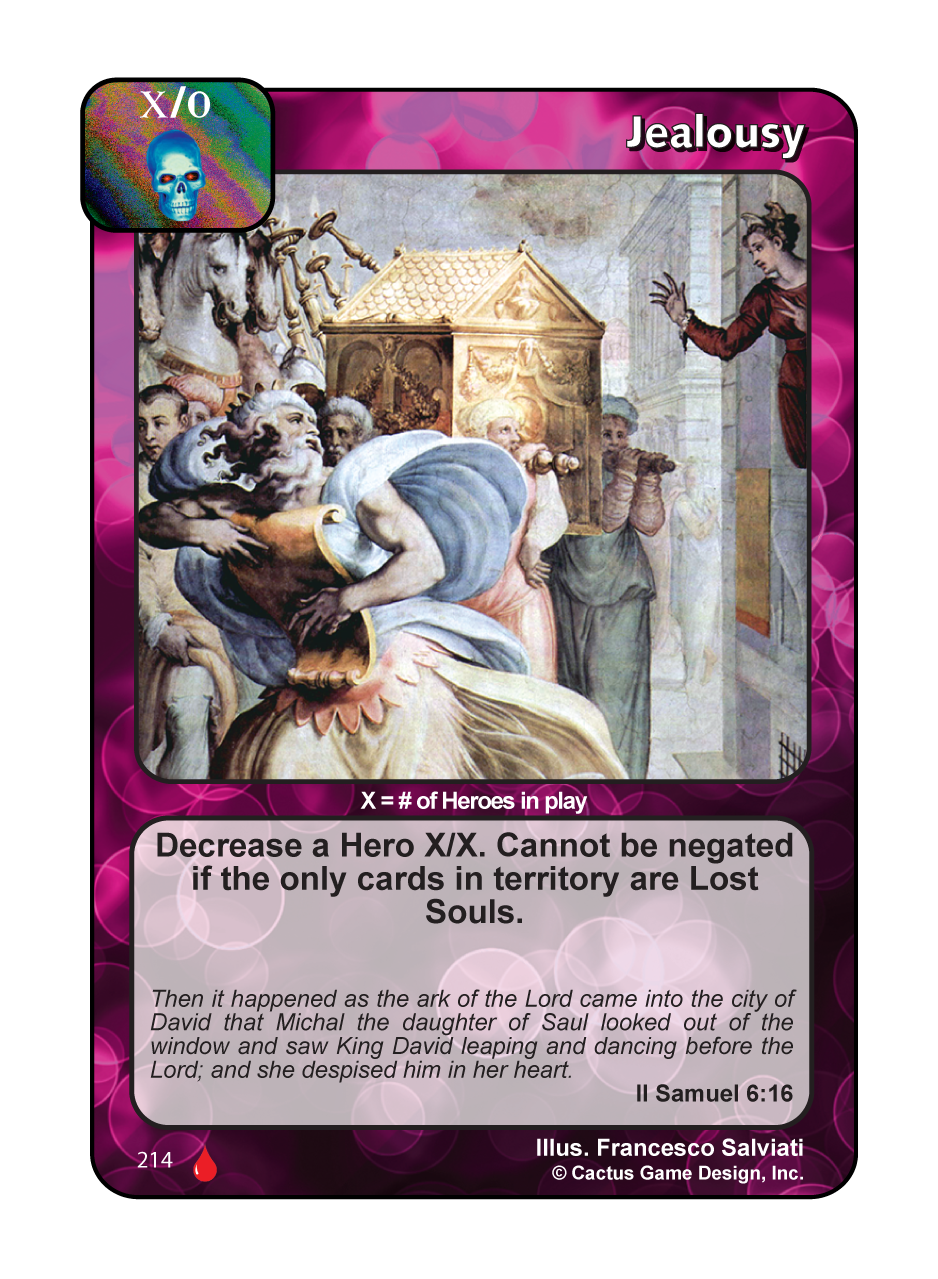 X/0
Jealousy
X = # of Heroes in play
Decrease a Hero X/X. Cannot be negated
if the only cards in territory are Lost
Souls.
Then it happened as the ark of the Lord came into the city of
David that Michal the daughter of Saul looked out of the
window and saw King David leaping and dancing before the
Lord; and she despised him in her heart.
II Samuel 6:16
214
Illus. Francesco Salviati
© Cactus Game Design, Inc.